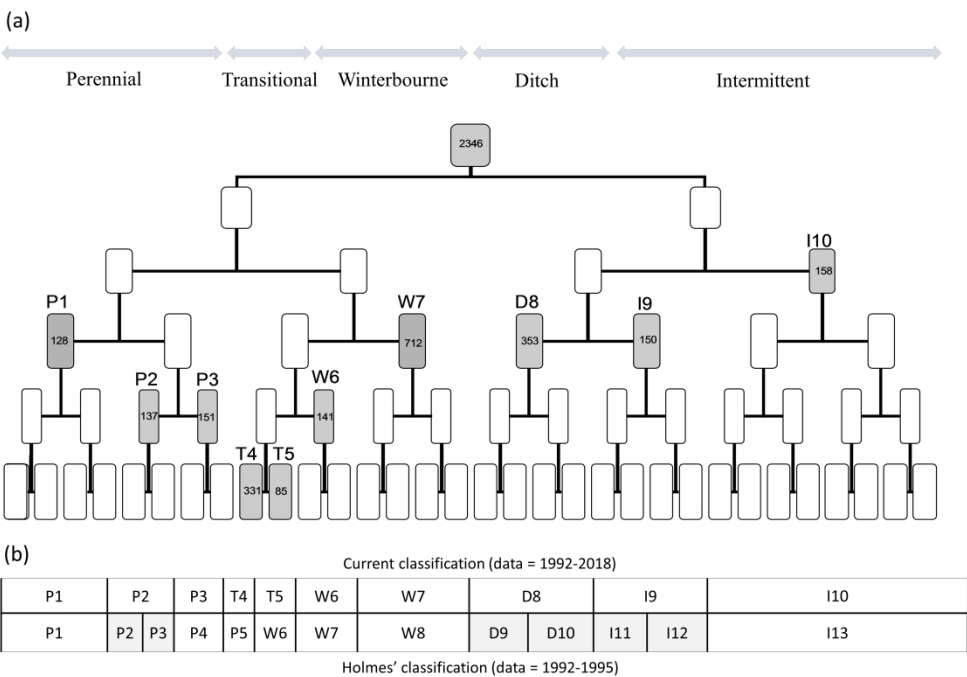 (a)
Perennial Transitional Winterbourne Ditch Intermittent
2346
I10
158
P1 W7 D8 I9
128 712 353 150
P2 P3 W6
137 151 141
T4 T5
331 85
(b)
Current classification (data = 1992-2018)
P1 P2 P3 T4 T5 W6 W7 D8 I9 I10
P1 P2 P3 P4 P5 W6 W7 W8 D9 D10 I11 I12 I13
Holmes’ classification (data = 1992-1995)